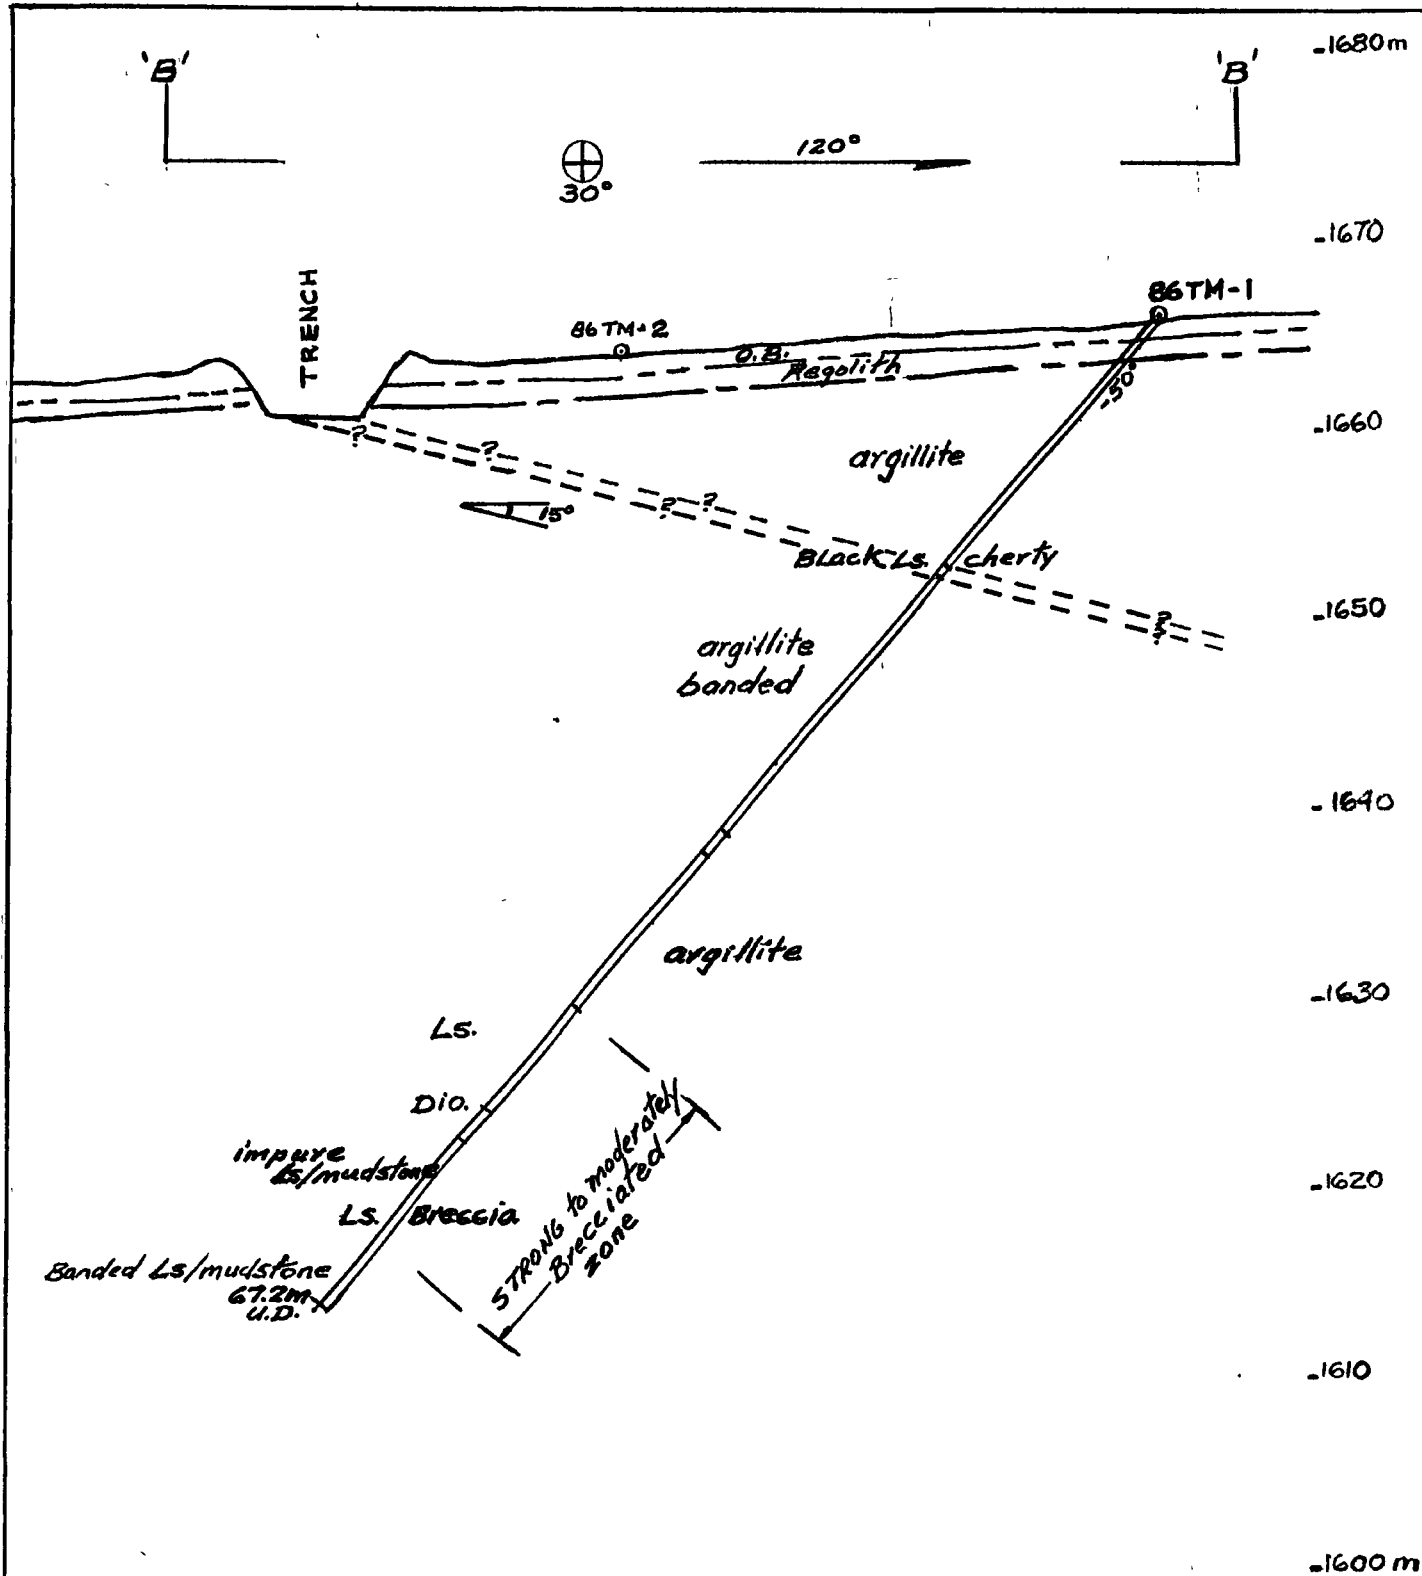 -1680m
'B'
'B'
120°
30°
-1670
TRENCH
86TM-1
86TM-2
O.B.
Regolith
-50°
-1660
?
?
argillite
?
?
15°
BLack Ls. cherty
-1650
?
?
argillite
banded
-1640
argillite
-1630
Ls.
Dio.
impure
Ls/mudstone
-1620
STRONG to moderately
Brecciated
zone
Ls. Breccia
Banded Ls/mudstone
67.2m
U.D.
-1610
-1600m